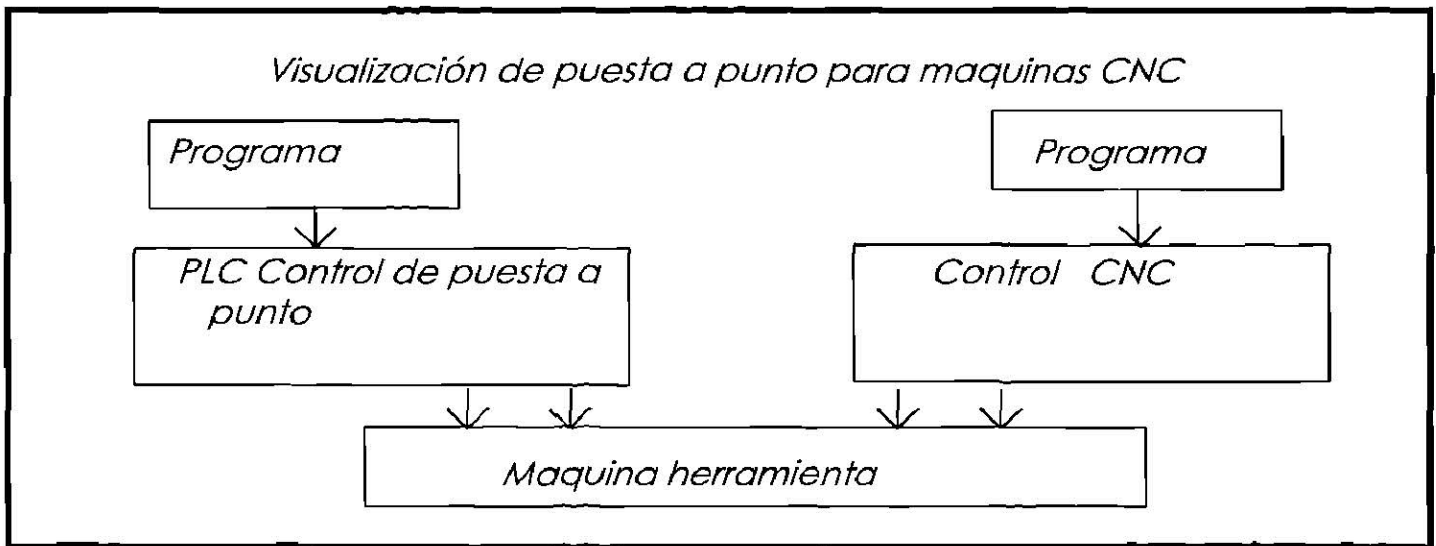 Visualización de puesta a punto para maquinas CNC
Programa
Programa
PLC Control de puesta a
punto
Control CNC
Maquina herramienta